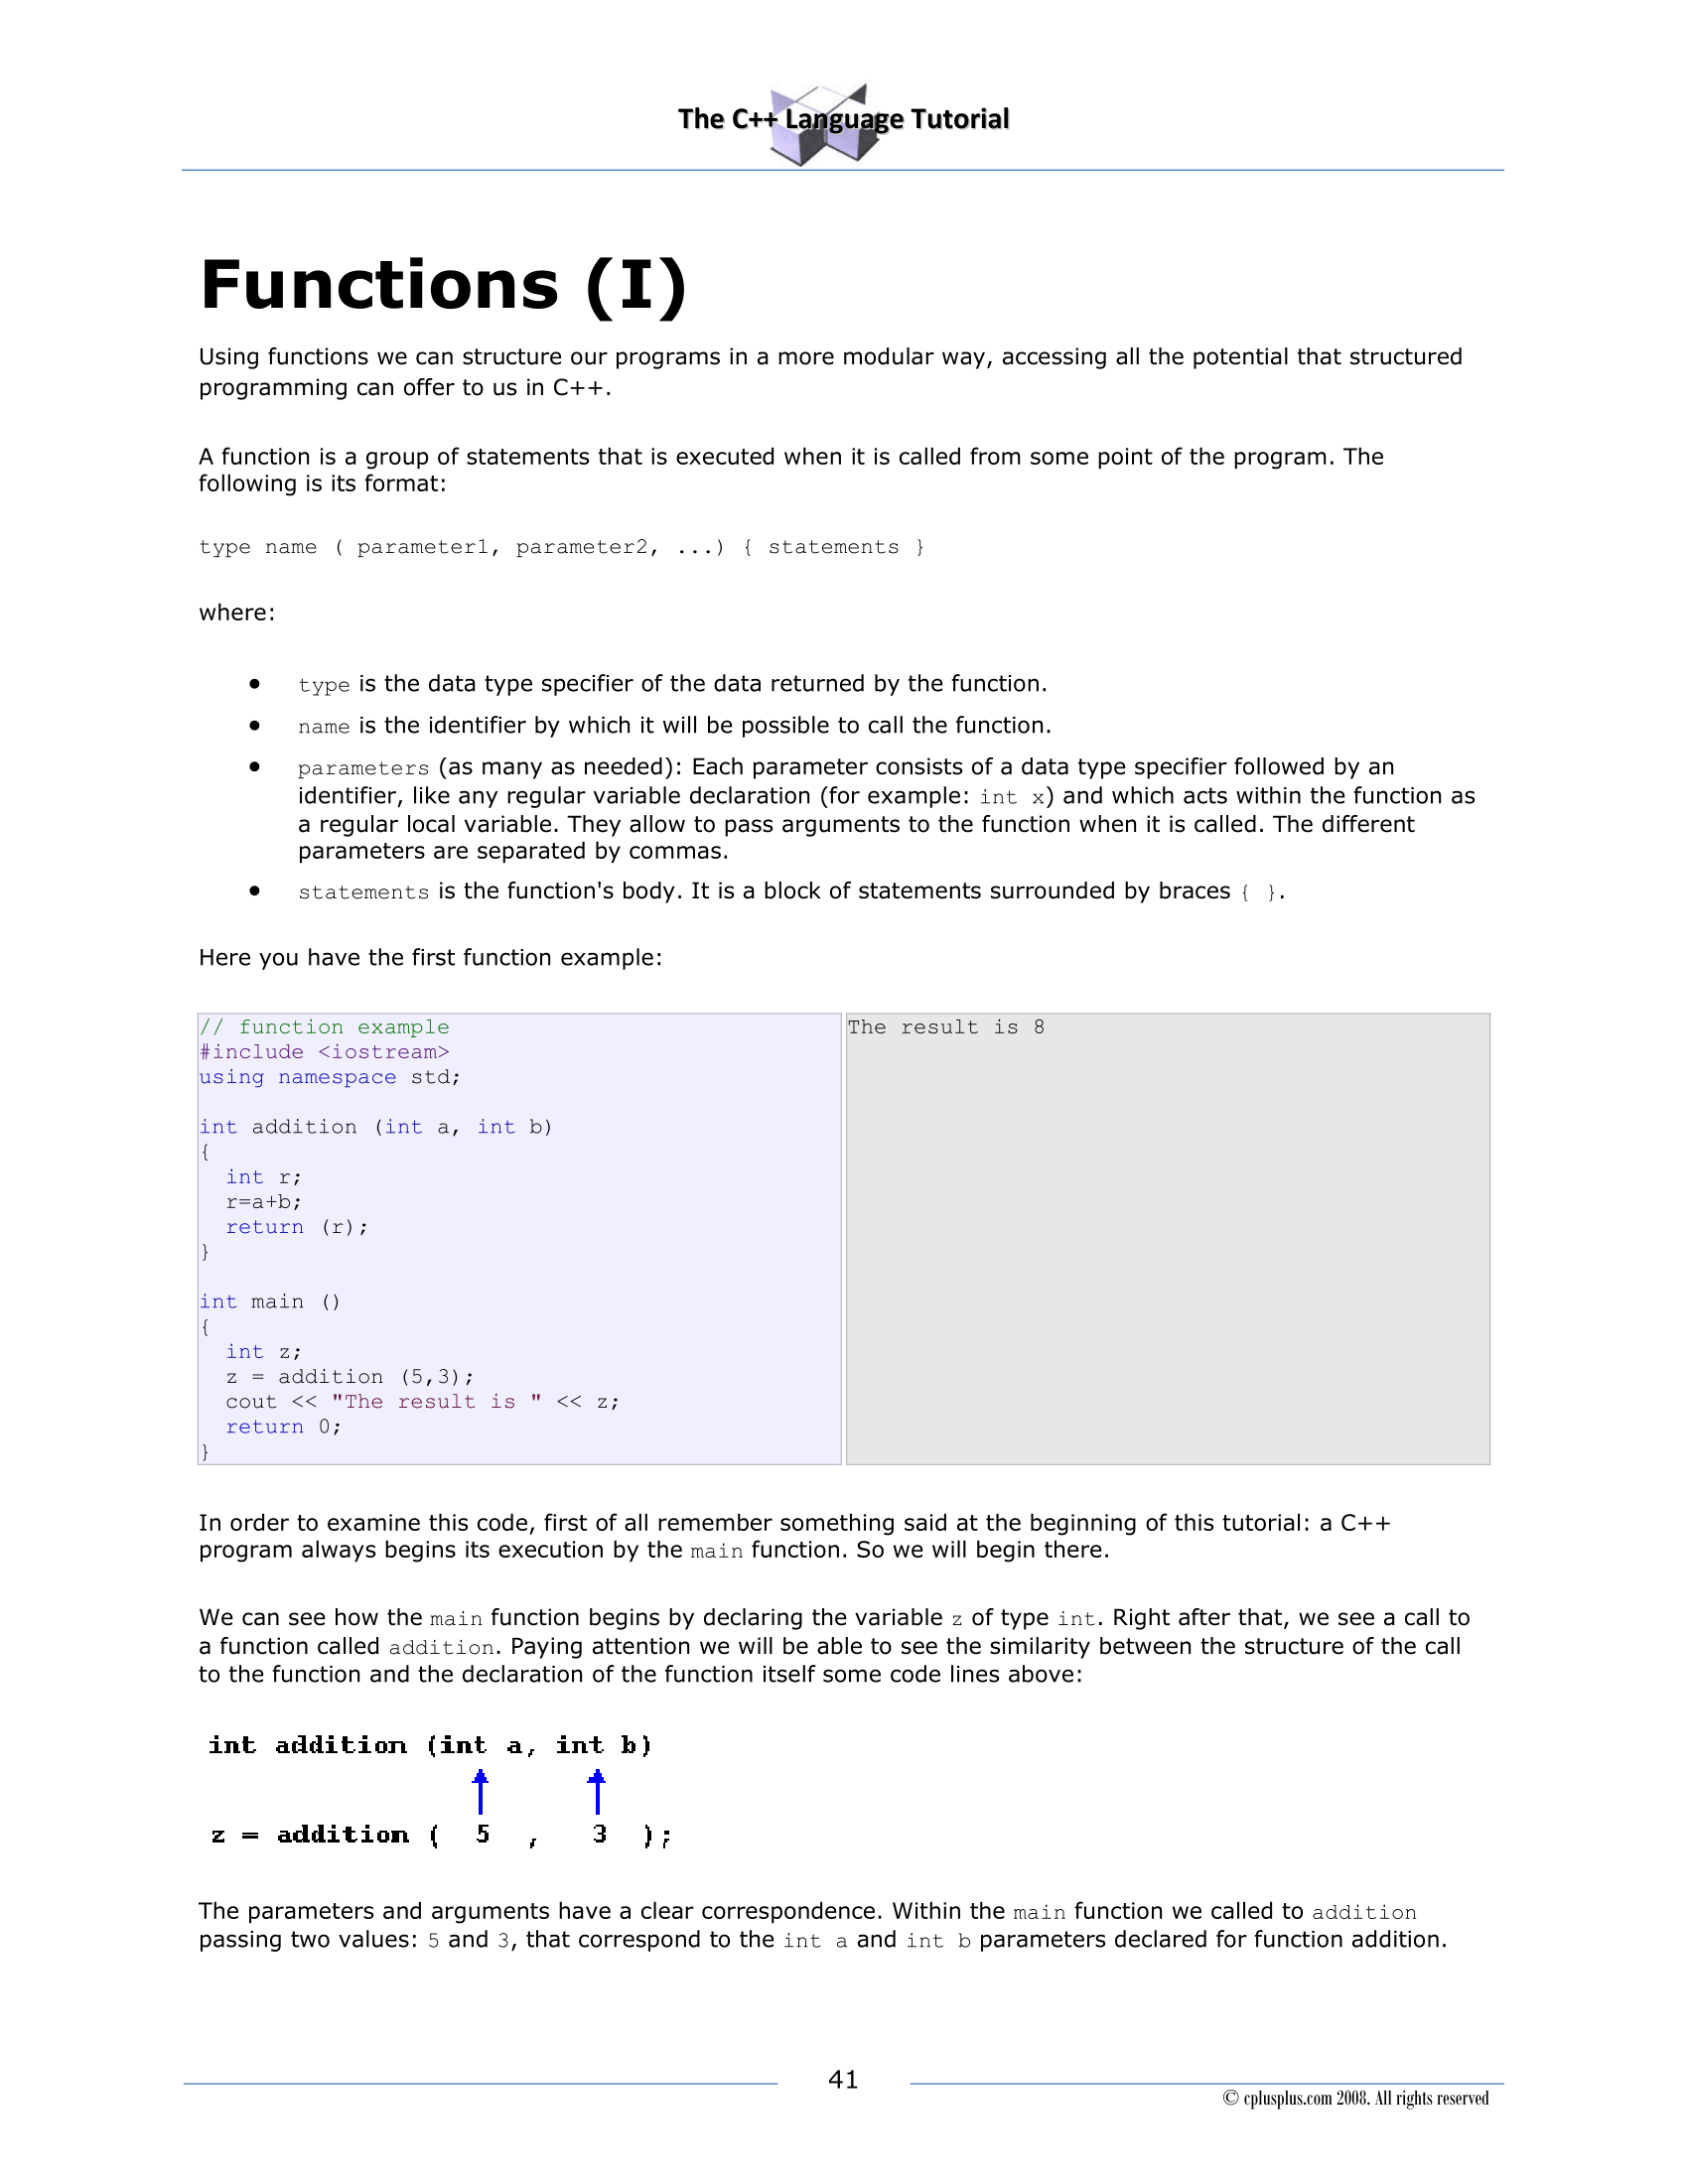 The C++ Language Tutorial
Functions (I)
Using functions we can structure our programs in a more modular way, accessing all the potential that structured
programming can offer to us in C++.
A function is a group of statements that is executed when it is called from some point of the program. The
following is its format:
type name ( parameter1, parameter2, ...) { statements }
where:
• type is the data type specifier of the data returned by the function.
• name is the identifier by which it will be possible to call the function.
• parameters (as many as needed): Each parameter consists of a data type specifier followed by an
identifier, like any regular variable declaration (for example: int x) and which acts within the function as
a regular local variable. They allow to pass arguments to the function when it is called. The different
parameters are separated by commas.
• statements is the function's body. It is a block of statements surrounded by braces { }.
Here you have the first function example:
// function example
#include <iostream>
using namespace std;
int addition (int a, int b)
{
  int r;
  r=a+b;
  return (r);
}
int main ()
{
  int z;
  z = addition (5,3);
  cout << "The result is " << z;
  return 0;
}
The result is 8
In order to examine this code, first of all remember something said at the beginning of this tutorial: a C++
program always begins its execution by the main function. So we will begin there.
We can see how the main function begins by declaring the variable z of type int. Right after that, we see a call to
a function called addition. Paying attention we will be able to see the similarity between the structure of the call
to the function and the declaration of the function itself some code lines above:
int addition (int a, int b)
z = addition ( 5 , 3 );
The parameters and arguments have a clear correspondence. Within the main function we called to addition
passing two values: 5 and 3, that correspond to the int a and int b parameters declared for function addition.
41
© cplusplus.com 2008. All rights reserved